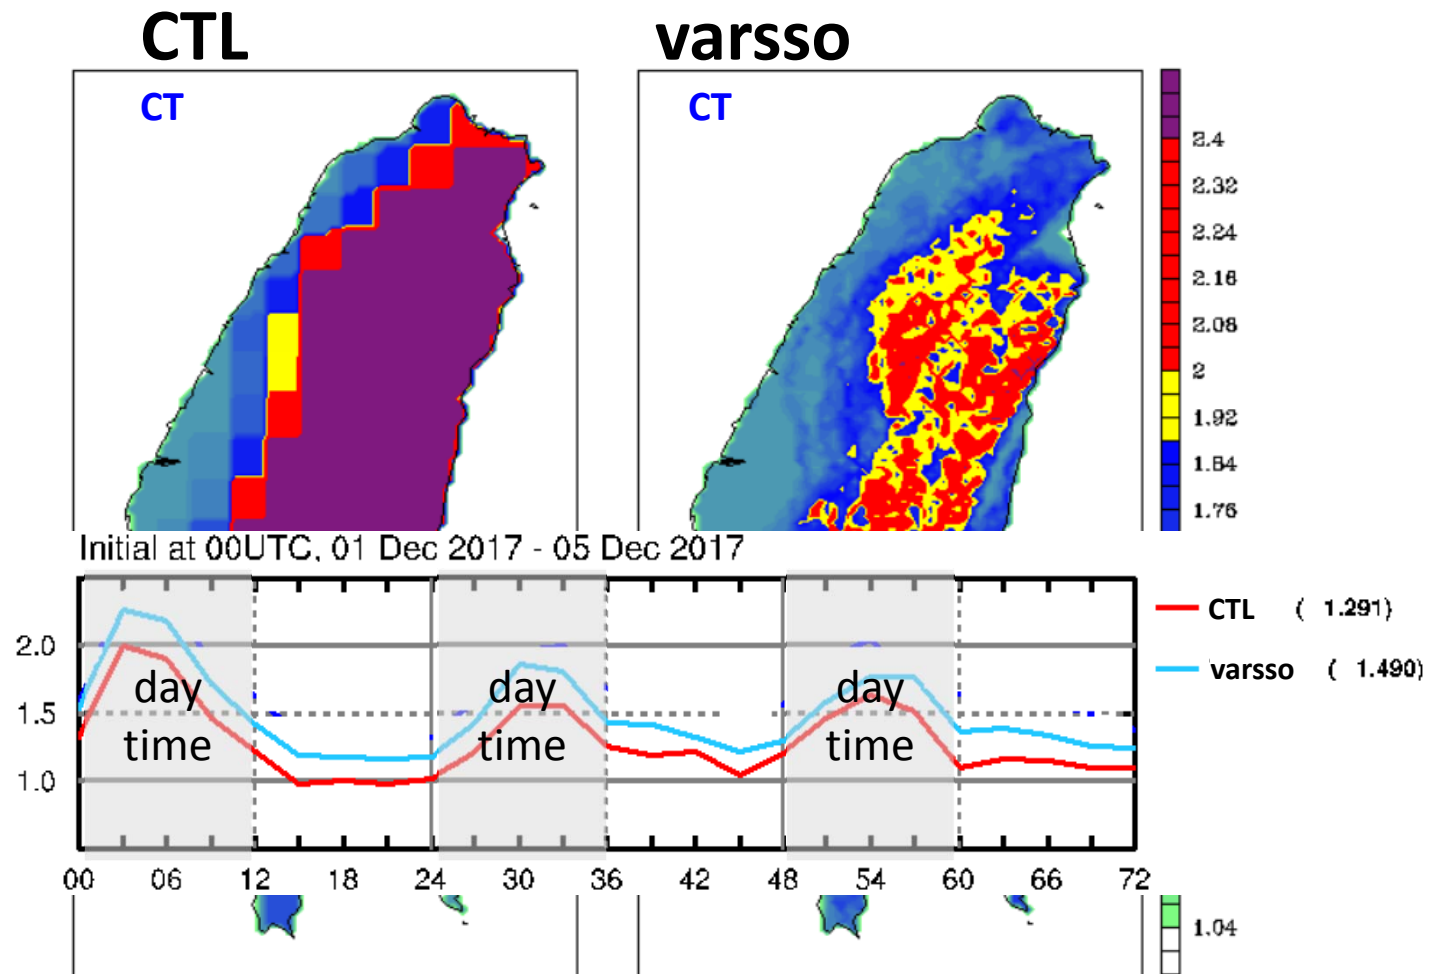 CTL varsso
CT CT
2.4
2.32
2.24
2.16
2.08
2
1.92
1.84
1.76
Initial at 00UTC, 01 Dec 2017 - 05 Dec 2017
2.0
1.5
1.0
day time
day time
day time
CTL ( 1.291)
varsso ( 1.490)
00 06 12 18 24 30 36 42 48 54 60 66 72
1.04